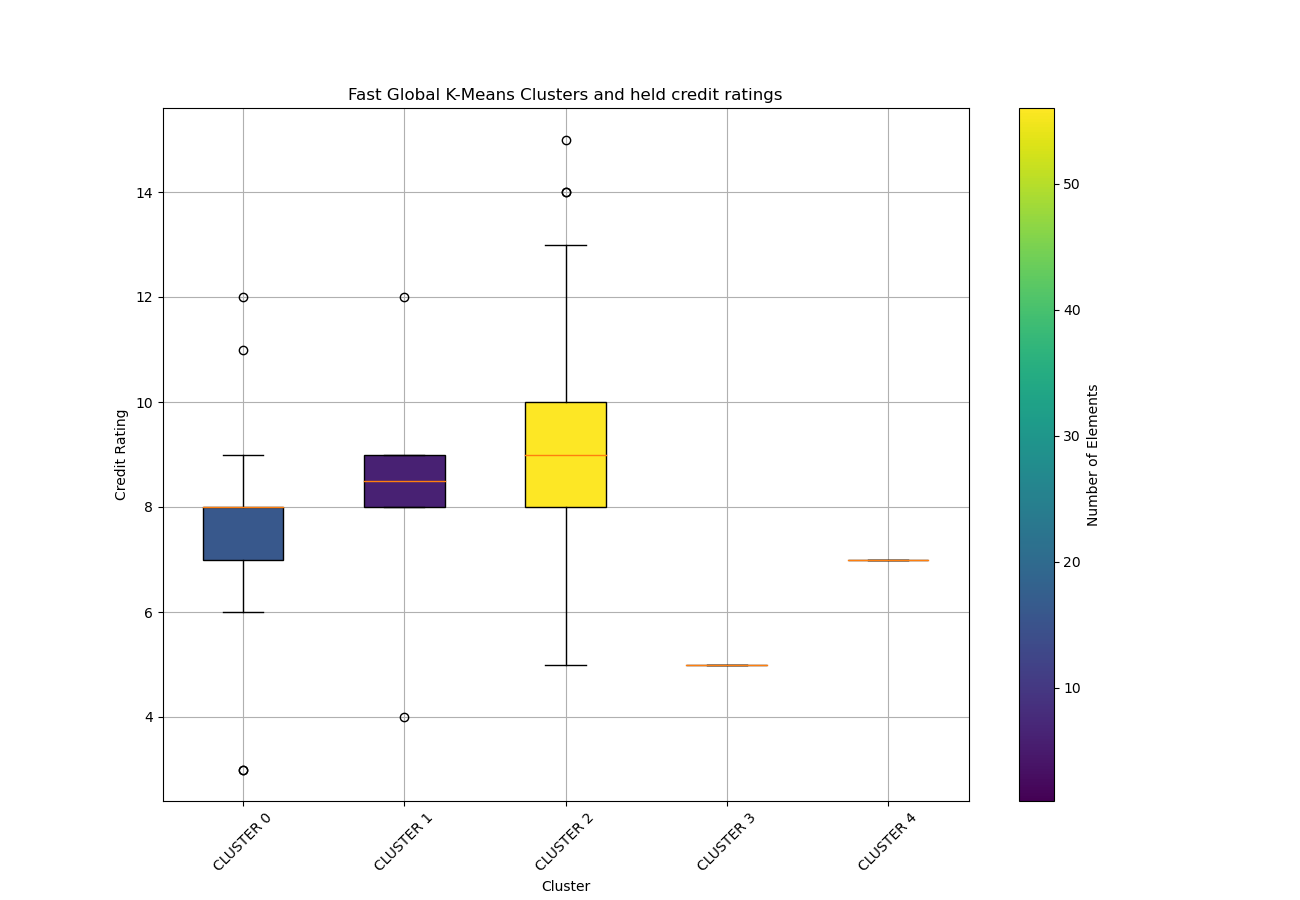 Fast Global K-Means Clusters and held credit ratings
Credit Rating
14
12
10
8
6
4
CLUSTER 0
CLUSTER 1
CLUSTER 2
CLUSTER 3
CLUSTER 4
Cluster
50
40
30
20
10
Number of Elements